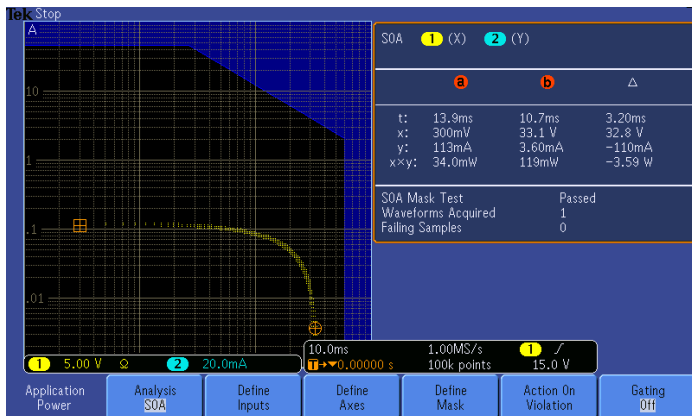 Tek Stop
A
10
1
.1
.01
SOA 1 (X) 2 (Y)
a b Δ
t: 13.9ms 10.7ms 3.20ms
x: 300mV 33.1 V 32.8 V
y: 113mA 3.60mA −110mA
x×y: 34.0mW 119mW −3.59 W
SOA Mask Test Passed
Waveforms Acquired 1
Failing Samples 0
1 5.00 V Ω 2 20.0mA
10.0ms 1.00MS/s 1
T→▼0.00000 s 100k points 15.0 V
Application Power
Analysis SOA
Define Inputs
Define Axes
Define Mask
Action On Violation
Gating Off